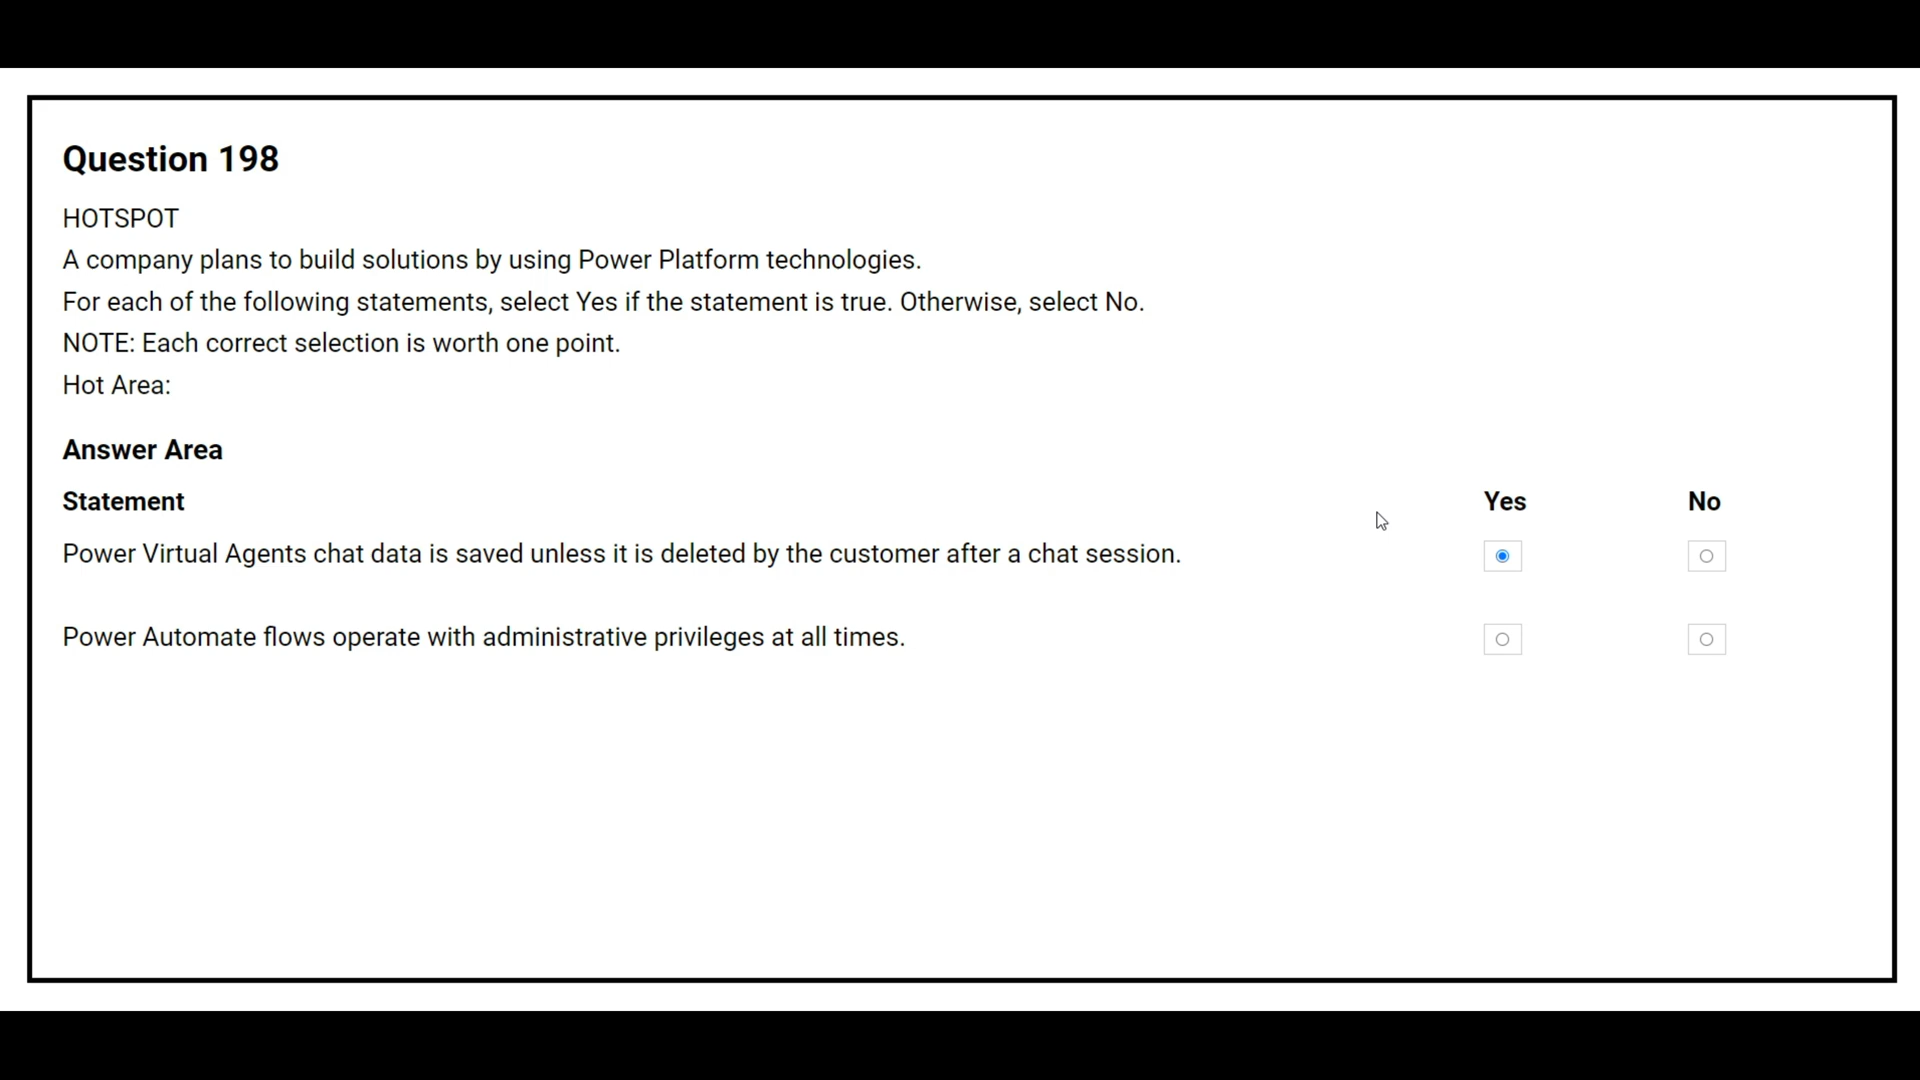 Question 198
HOTSPOT
A company plans to build solutions by using Power Platform technologies.
For each of the following statements, select Yes if the statement is true. Otherwise, select No.
NOTE: Each correct selection is worth one point.
Hot Area:
Answer Area
Statement Yes No
Power Virtual Agents chat data is saved unless it is deleted by the customer after a chat session.
Power Automate flows operate with administrative privileges at all times.